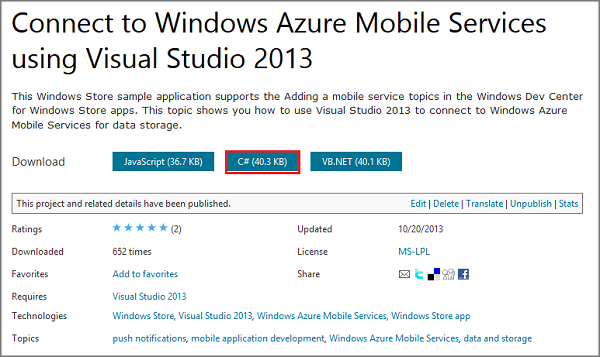 Connect to Windows Azure Mobile Services
using Visual Studio 2013
This Windows Store sample application supports the Adding a mobile service topics in the Windows Dev Center
for Windows Store apps. This topic shows you how to use Visual Studio 2013 to connect to Windows Azure
Mobile Services for data storage.
Download JavaScript (36.7 KB) C# (40.3 KB) VB.NET (40.1 KB)
This project and related details have been published. Edit | Delete | Translate | Unpublish | Stats
Ratings (2) Updated 10/20/2013
Downloaded 652 times License MS-LPL
Favorites Add to favorites Share
Requires Visual Studio 2013
Technologies Windows Store, Visual Studio 2013, Windows Azure Mobile Services, Windows Store app
Topics push notifications, mobile application development, Windows Azure Mobile Services, data and storage